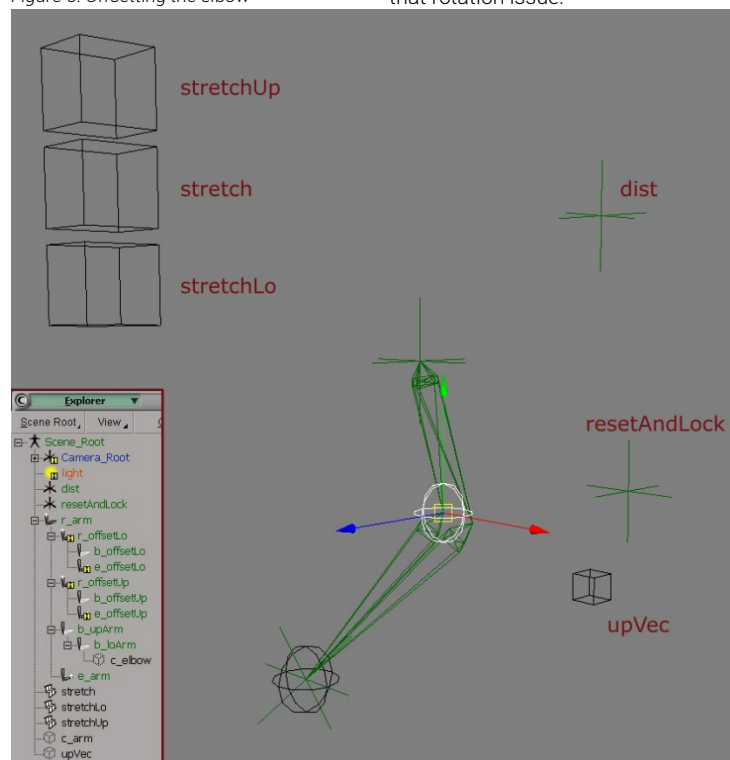 Figure 6: Offsetting the elbow
that rotation issue.
stretchUp
stretch
dist
stretchLo
resetAndLock
upVec
C Explorer
Scene Root, View
Scene_Root
Camera_Root
light
dist
resetAndLock
r_arm
r_offsetLo
b_offsetLo
e_offsetLo
r_offsetUp
b_offsetUp
e_offsetUp
b_upArm
b_loArm
c_elbow
e_arm
stretch
stretchLo
stretchUp
c_arm
upVec